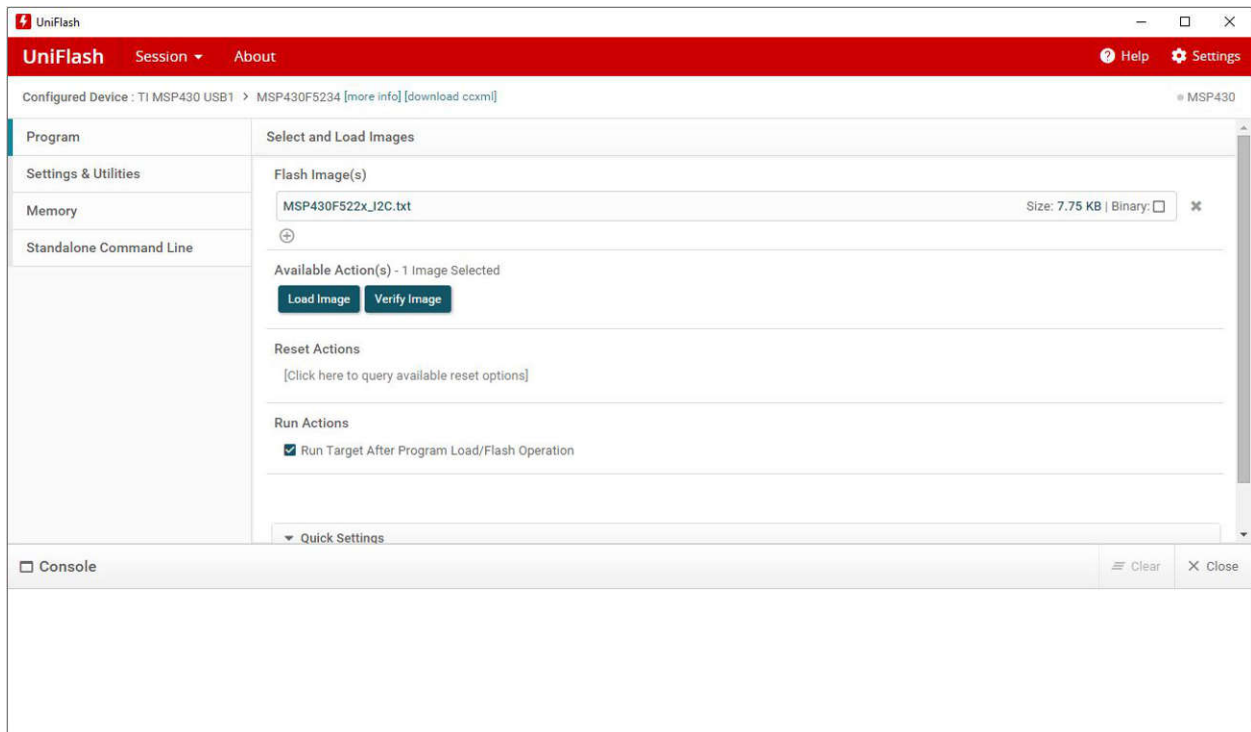 UniFlash
UniFlash Session About Help Settings
Configured Device : TI MSP430 USB1 > MSP430F5234 [more info] [download ccxml] MSP430
Program
Settings & Utilities
Memory
Standalone Command Line
Select and Load Images
Flash Image(s)
MSP430F522x_I2C.txt Size: 7.75 KB | Binary:
Available Action(s) - 1 Image Selected
Load Image Verify Image
Reset Actions
[Click here to query available reset options]
Run Actions
Run Target After Program Load/Flash Operation
Quick Settings
Console Clear Close